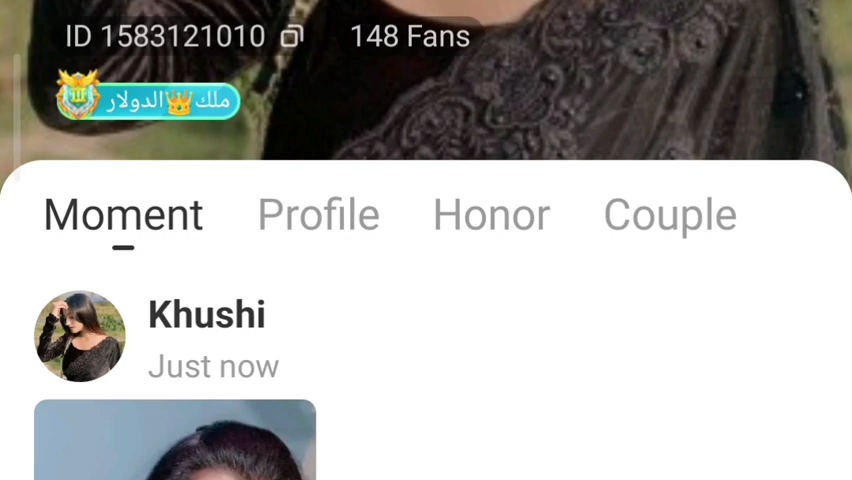 ID 1583121010 148 Fans
ملك👑الدولار
Moment Profile Honor Couple
Khushi
Just now